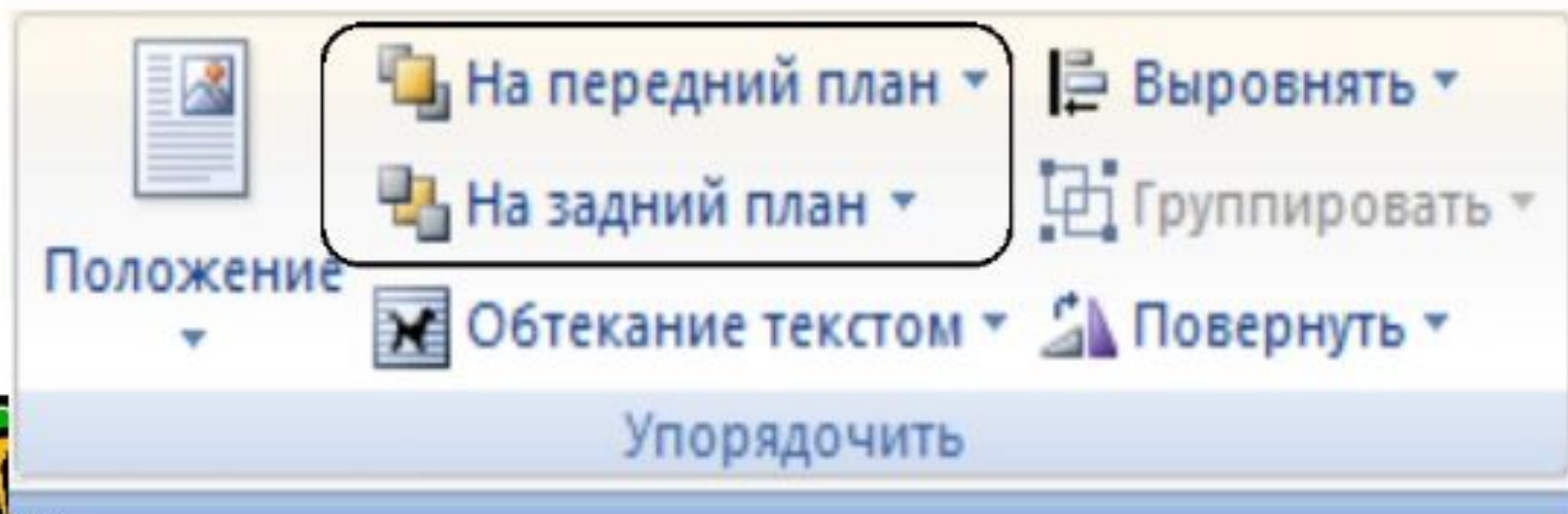 Положение
На передний план
На задний план
Обтекание текстом
Выровнять
Группировать
Повернуть
Упорядочить